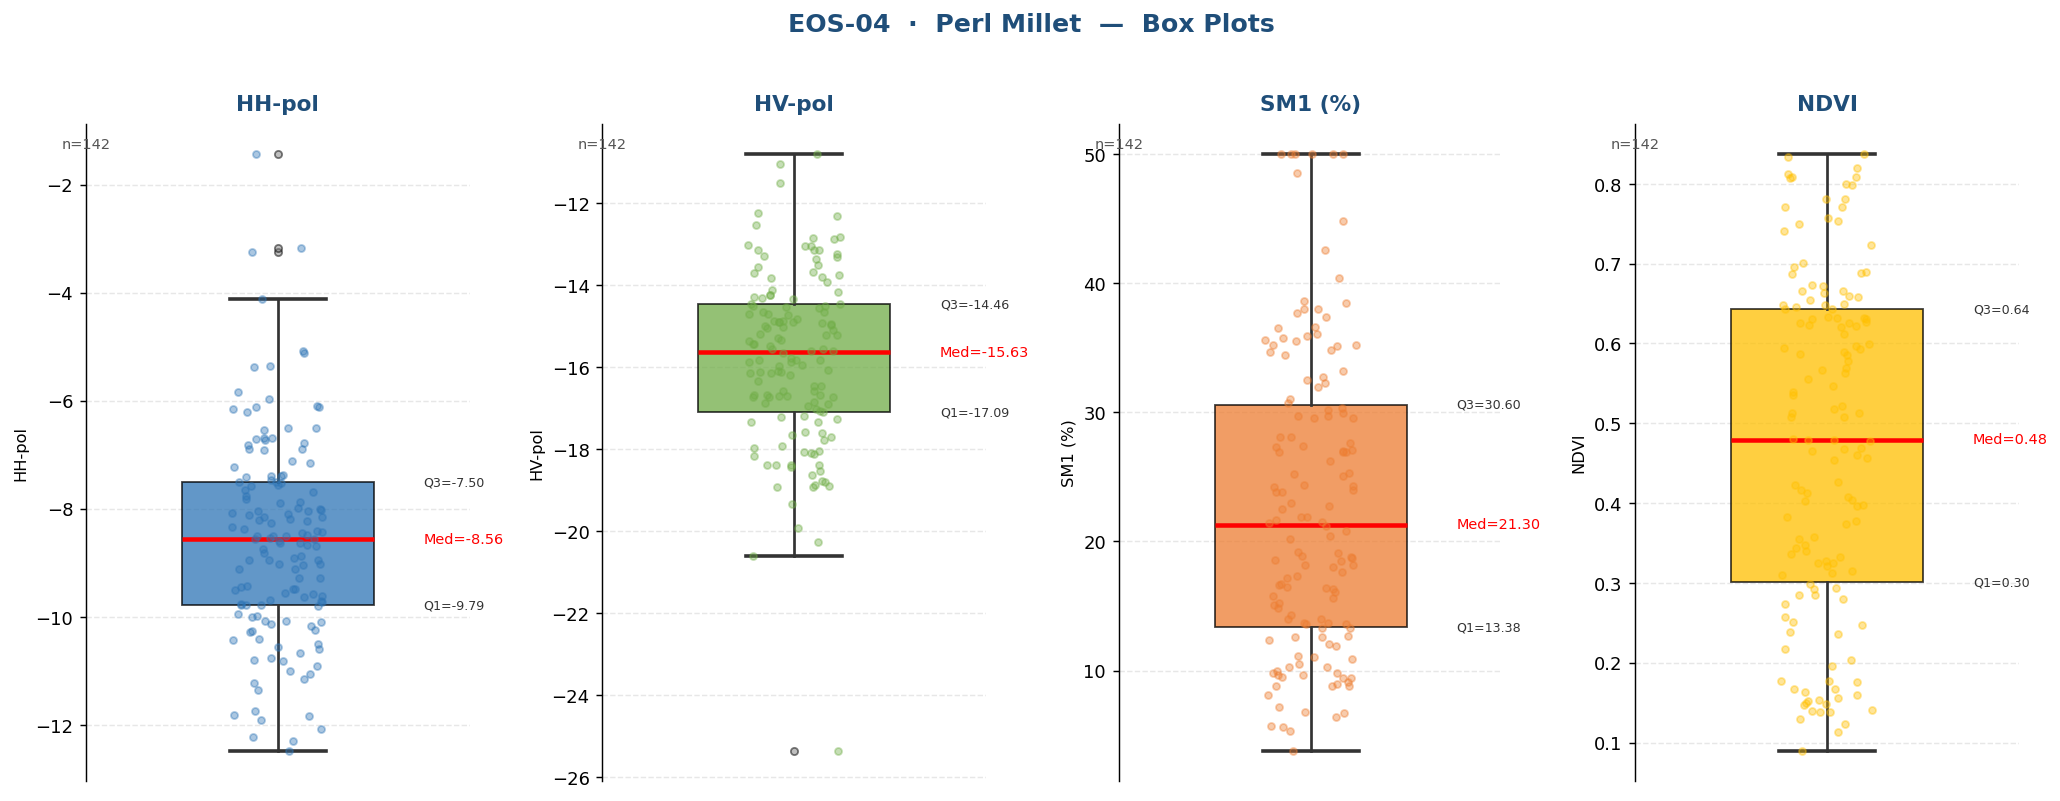 EOS-04 · Perl Millet — Box Plots
HH-pol
n=142
−2
−4
−6
−8
−10
−12
HH-pol
Q3=-7.50
Med=-8.56
Q1=-9.79
HV-pol
n=142
−12
−14
−16
−18
−20
−22
−24
−26
HV-pol
Q3=-14.46
Med=-15.63
Q1=-17.09
SM1 (%)
n=142
50
40
30
20
10
SM1 (%)
Q3=30.60
Med=21.30
Q1=13.38
NDVI
n=142
0.8
0.7
0.6
0.5
0.4
0.3
0.2
0.1
NDVI
Q3=0.64
Med=0.48
Q1=0.30